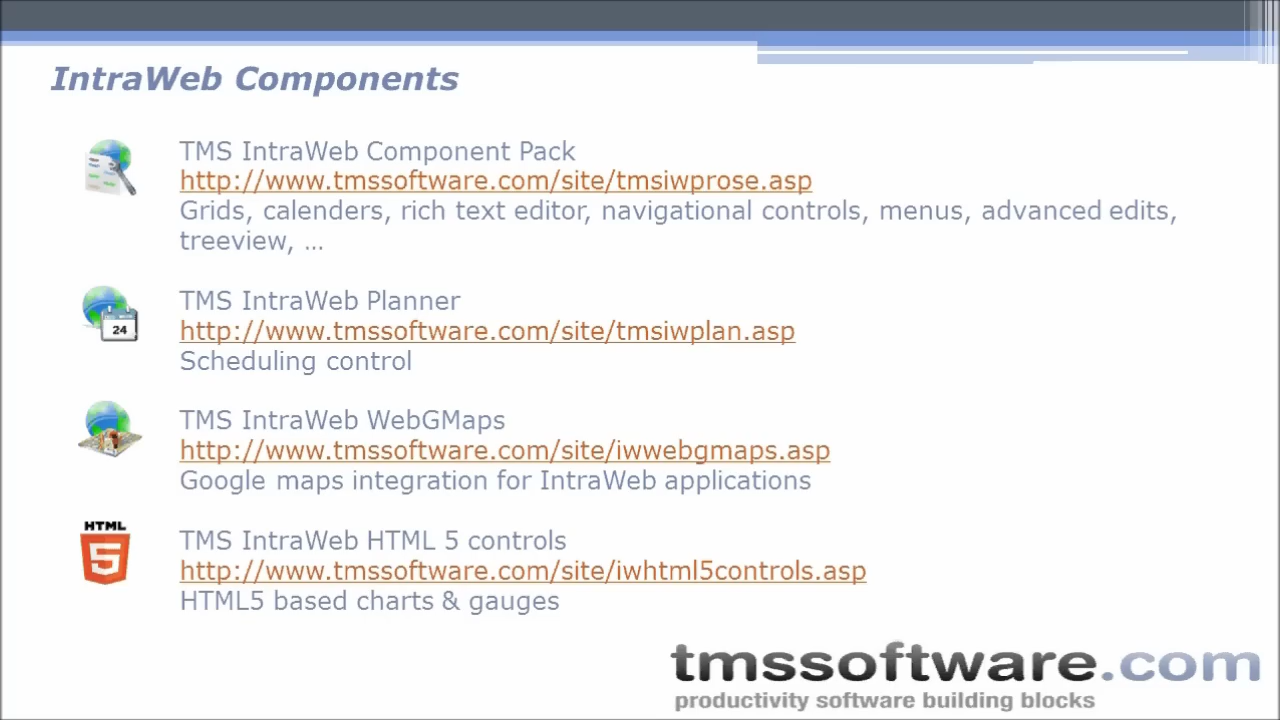 IntraWeb Components
TMS IntraWeb Component Pack
http://www.tmssoftware.com/site/tmsiwprose.asp
Grids, calenders, rich text editor, navigational controls, menus, advanced edits,
treeview, ...
24
TMS IntraWeb Planner
http://www.tmssoftware.com/site/tmsiwplan.asp
Scheduling control
TMS IntraWeb WebGMaps
http://www.tmssoftware.com/site/iwwebgmaps.asp
Google maps integration for IntraWeb applications
HTML
5
TMS IntraWeb HTML 5 controls
http://www.tmssoftware.com/site/iwhtml5controls.asp
HTML5 based charts & gauges
tmssoftware.com
productivity software building blocks